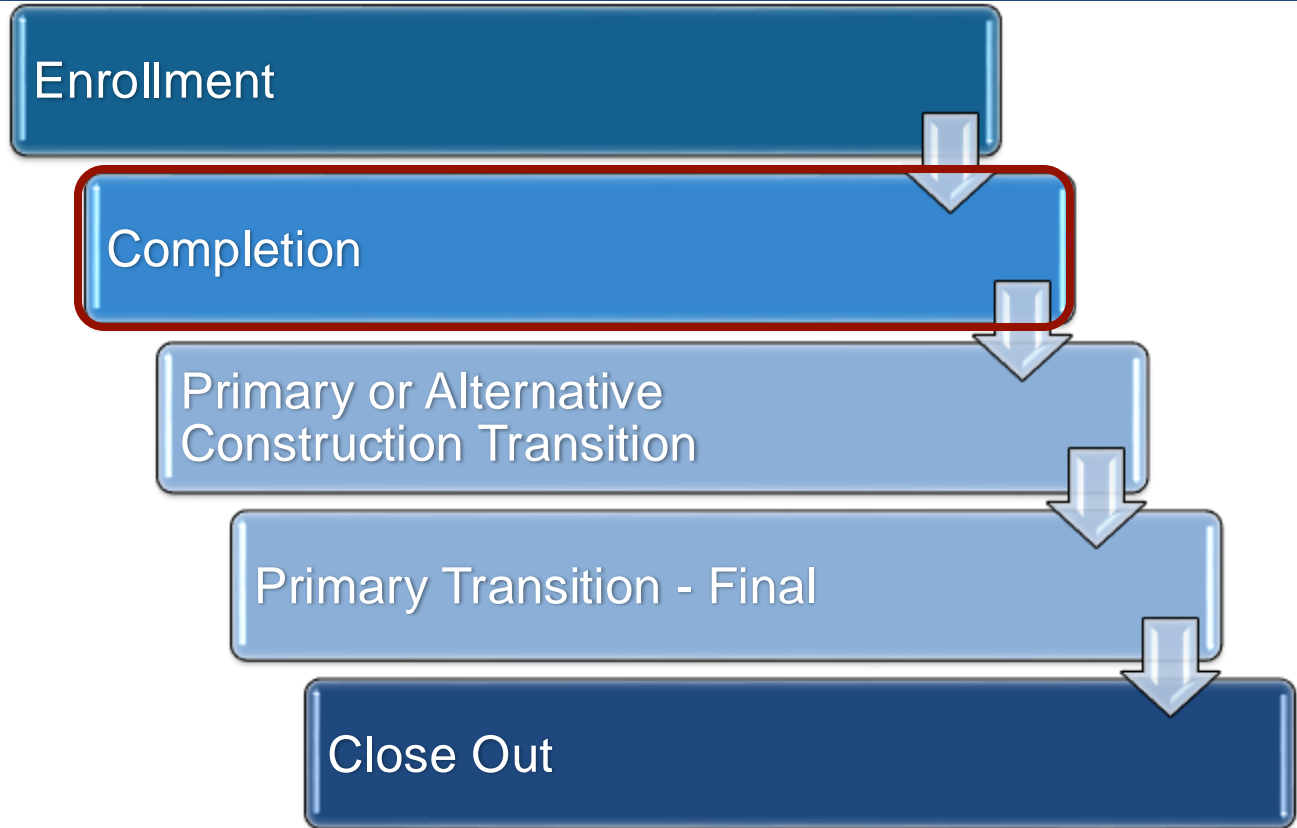 Enrollment
Completion
Primary or Alternative
Construction Transition
Primary Transition - Final
Close Out